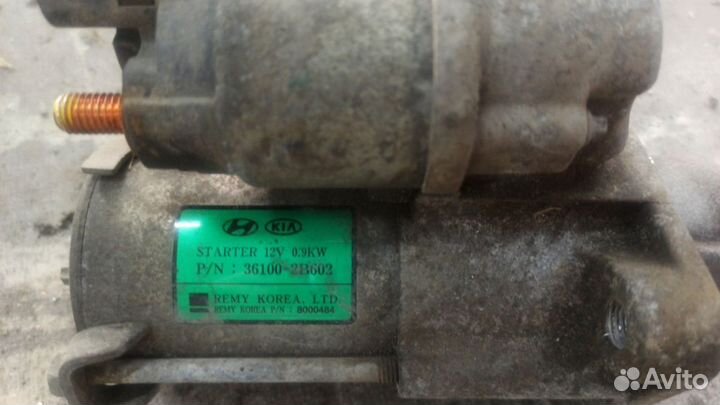 KIA
STARTER 12V 0.9KW
P/N : 36100-2B602
REMY KOREA, LTD.
REMY KOREA P/N : 8000484
Avito